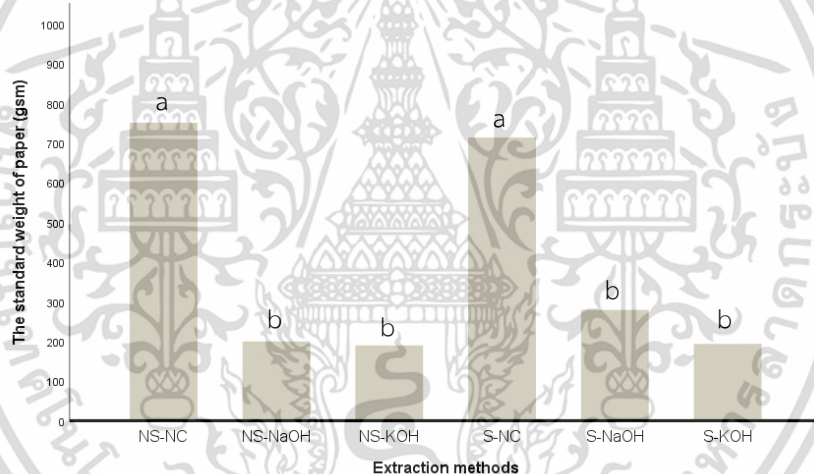 The standard weight of paper (gsm)
1000
900
800
700
600
500
400
300
200
100
0
a
b
b
a
b
b
NS-NC NS-NaOH NS-KOH S-NC S-NaOH S-KOH
Extraction methods